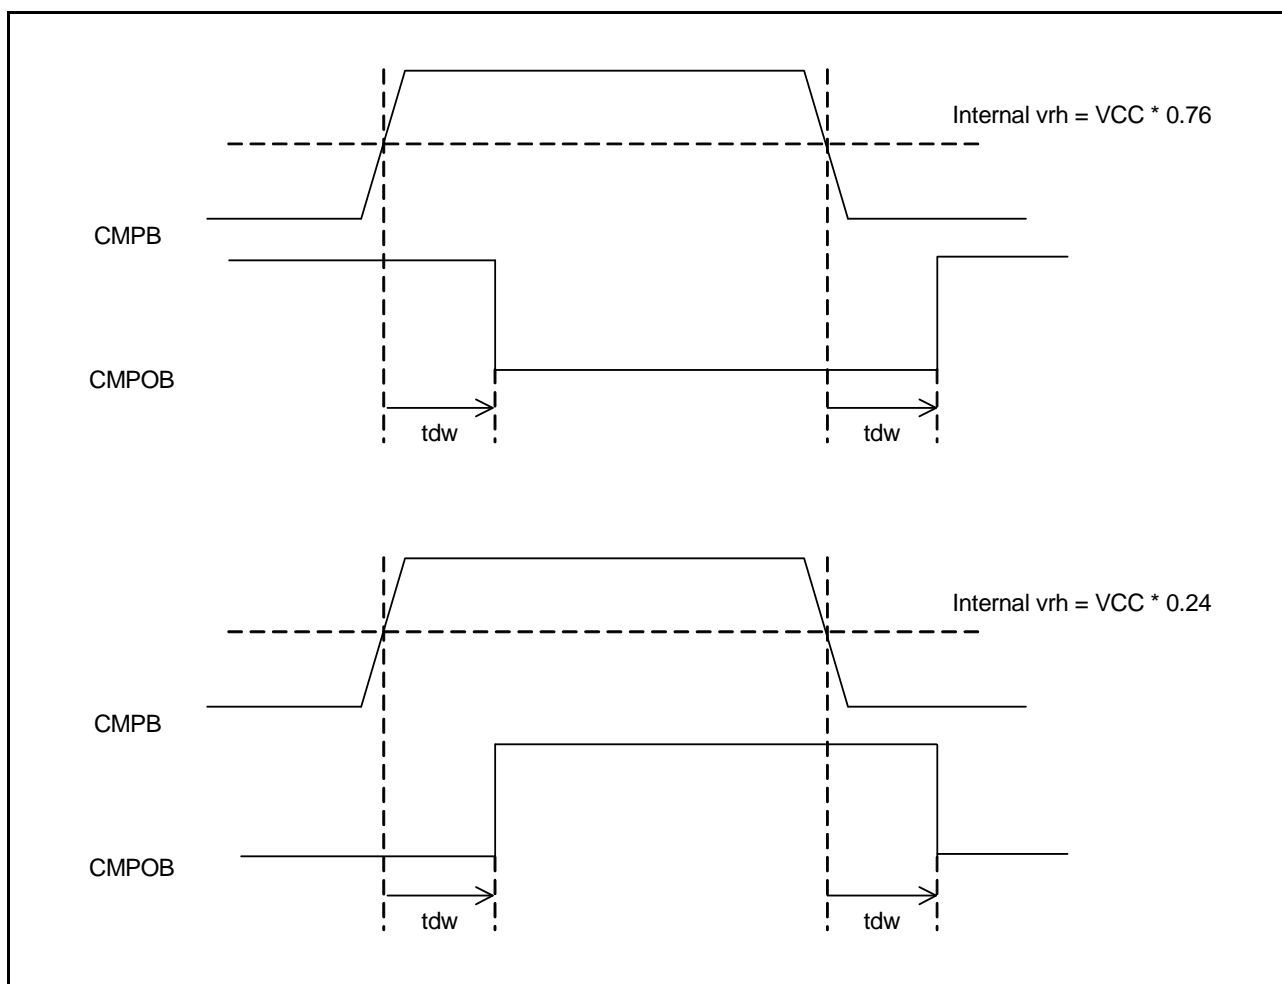 Internal vrh = VCC * 0.76
CMPB
CMPOB
tdw
tdw
Internal vrh = VCC * 0.24
CMPB
CMPOB
tdw
tdw